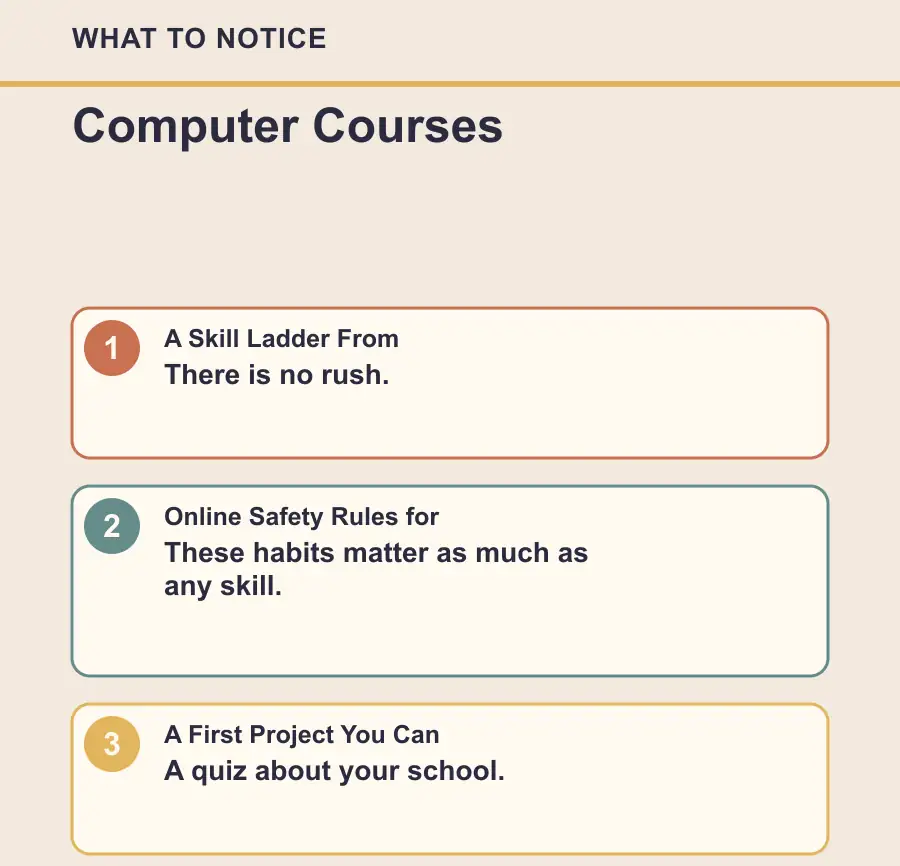 WHAT TO NOTICE
Computer Courses
1
A Skill Ladder From
There is no rush.
2
Online Safety Rules for
These habits matter as much as
any skill.
3
A First Project You Can
A quiz about your school.